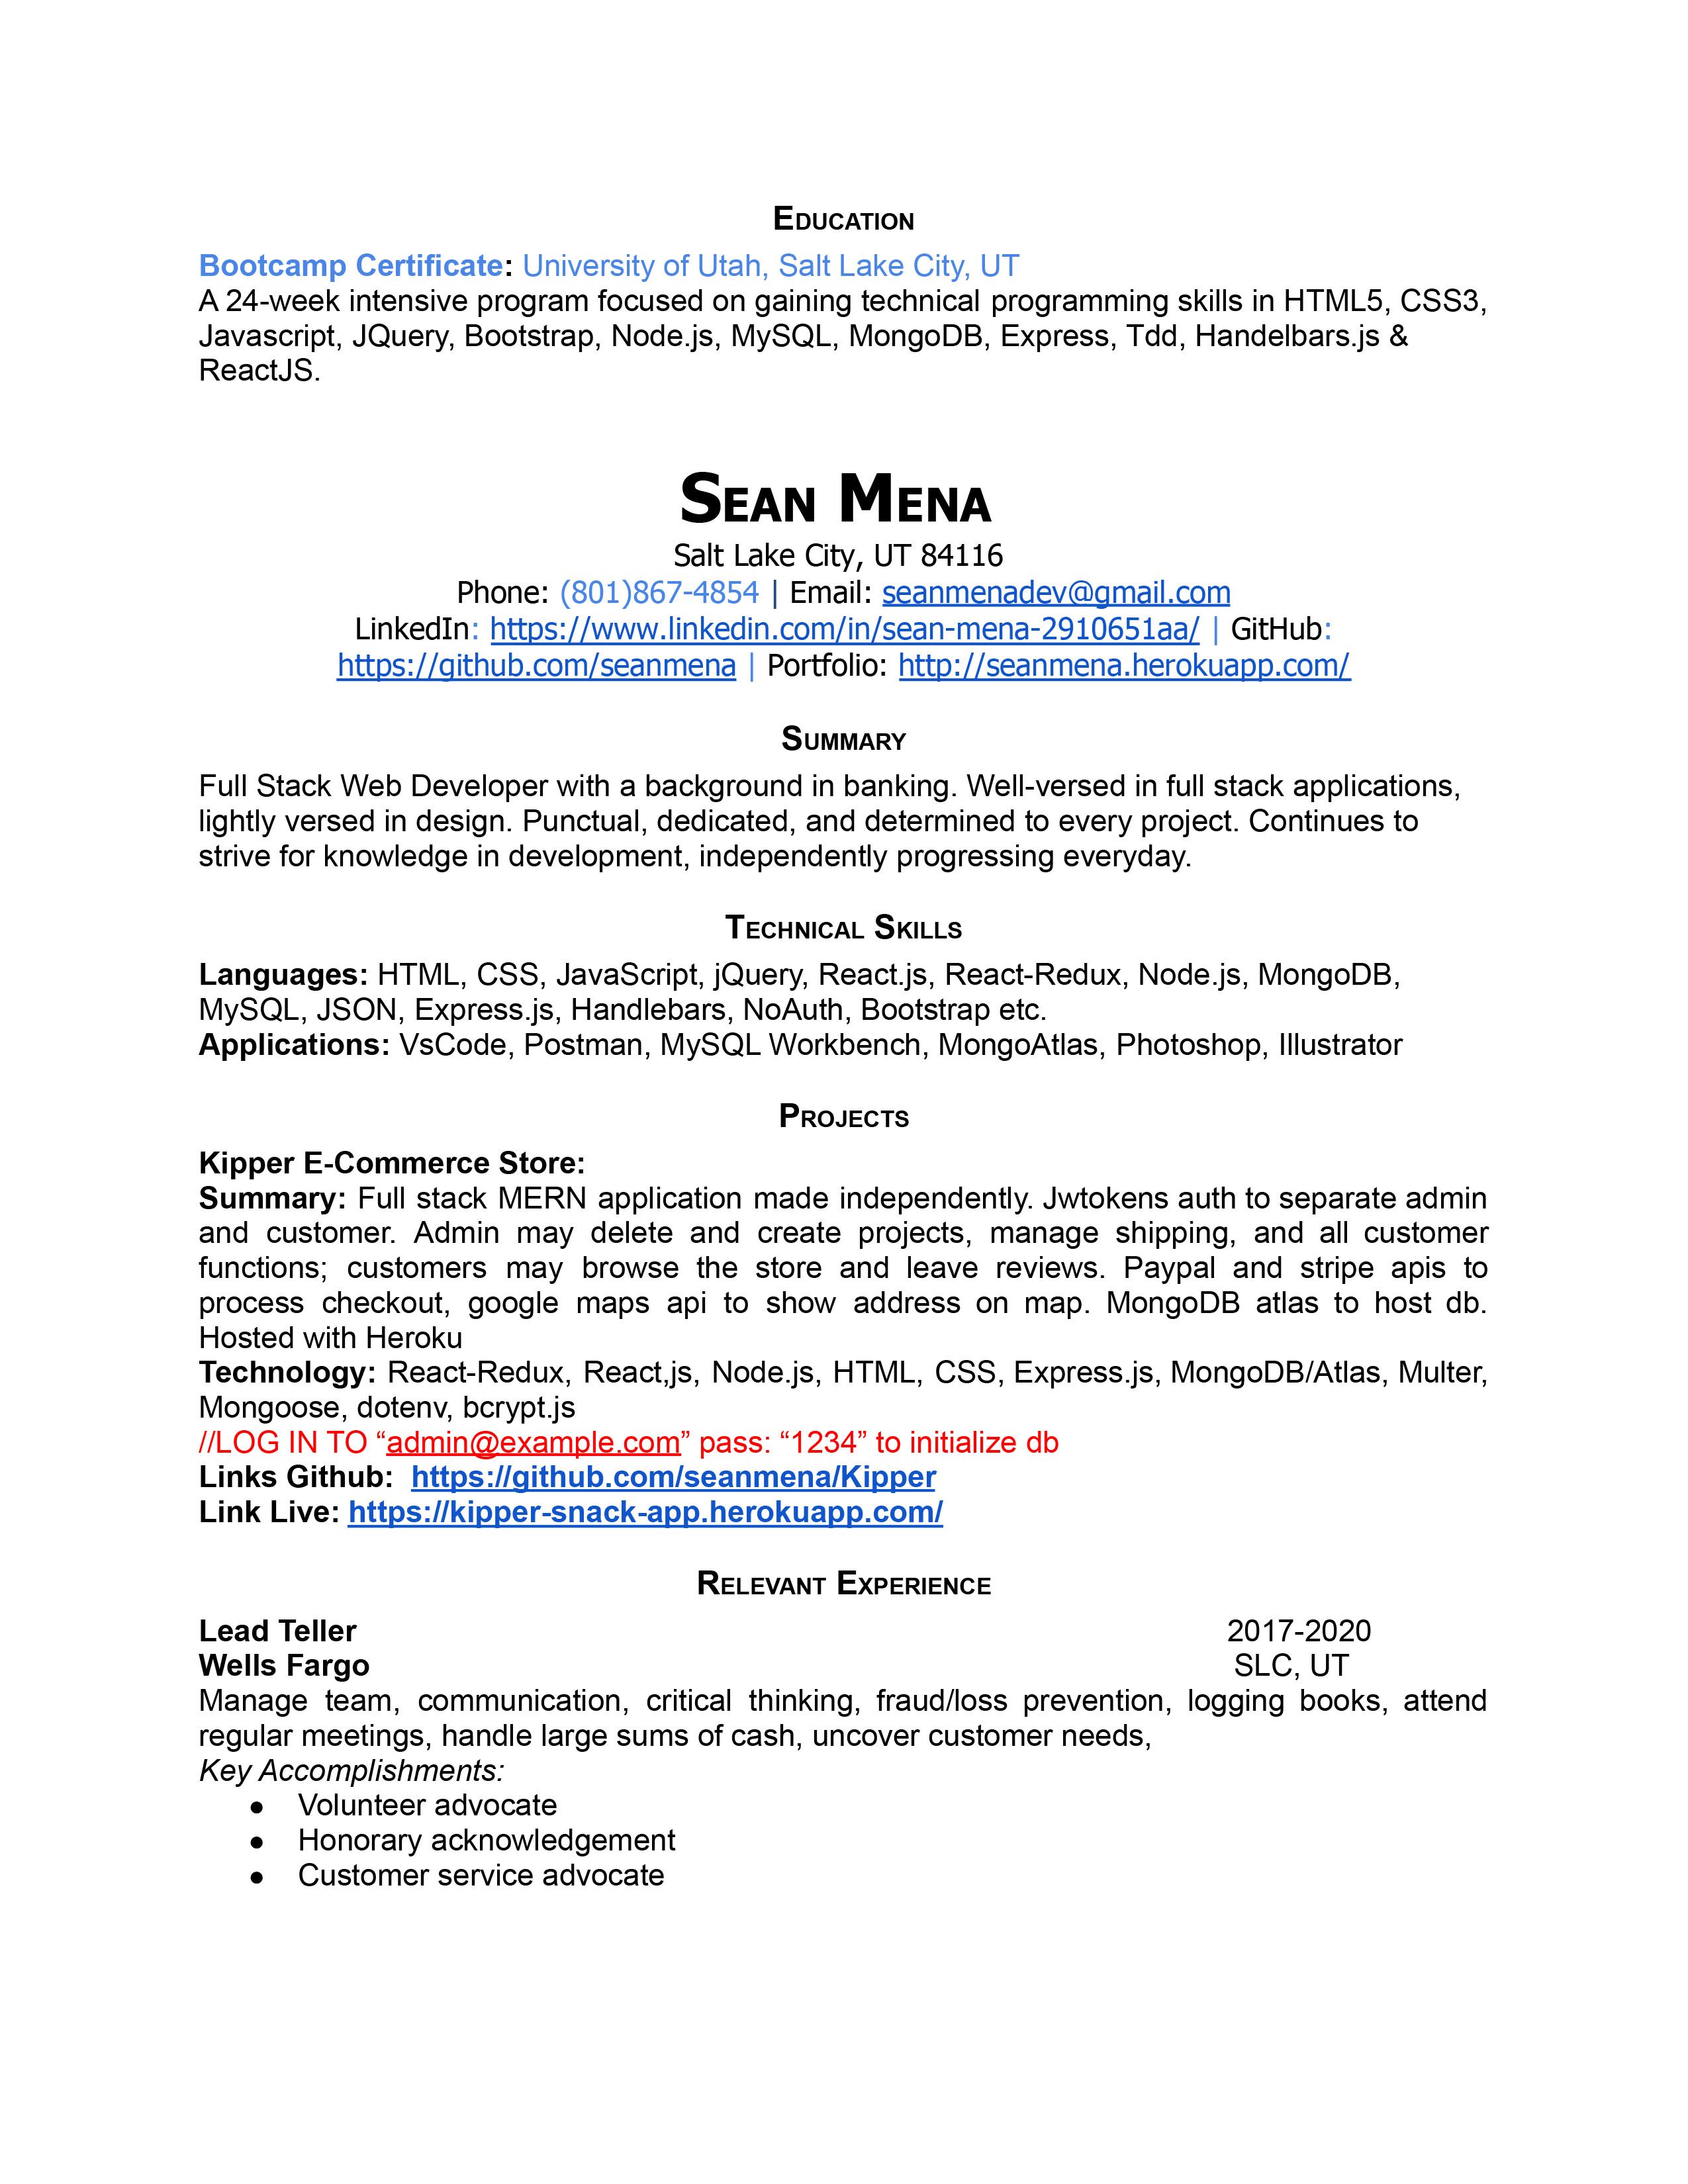 EDUCATION
Bootcamp Certificate: University of Utah, Salt Lake City, UT
A 24-week intensive program focused on gaining technical programming skills in HTML5, CSS3,
Javascript, JQuery, Bootstrap, Node.js, MySQL, MongoDB, Express, Tdd, Handelbars.js &
ReactJS.
SEAN MENA
Salt Lake City, UT 84116
Phone: (801)867-4854 | Email: seanmenadev@gmail.com
LinkedIn: https://www.linkedin.com/in/sean-mena-2910651aa/ | GitHub:
https://github.com/seanmena | Portfolio: http://seanmena.herokuapp.com/
SUMMARY
Full Stack Web Developer with a background in banking. Well-versed in full stack applications,
lightly versed in design. Punctual, dedicated, and determined to every project. Continues to
strive for knowledge in development, independently progressing everyday.
TECHNICAL SKILLS
Languages: HTML, CSS, JavaScript, jQuery, React.js, React-Redux, Node.js, MongoDB,
MySQL, JSON, Express.js, Handlebars, NoAuth, Bootstrap etc.
Applications: VsCode, Postman, MySQL Workbench, MongoAtlas, Photoshop, Illustrator
PROJECTS
Kipper E-Commerce Store:
Summary: Full stack MERN application made independently. Jwtokens auth to separate admin
and customer. Admin may delete and create projects, manage shipping, and all customer
functions; customers may browse the store and leave reviews. Paypal and stripe apis to
process checkout, google maps api to show address on map. MongoDB atlas to host db.
Hosted with Heroku
Technology: React-Redux, React,js, Node.js, HTML, CSS, Express.js, MongoDB/Atlas, Multer,
Mongoose, dotenv, bcrypt.js
//LOG IN TO “admin@example.com” pass: “1234” to initialize db
Links Github: https://github.com/seanmena/Kipper
Link Live: https://kipper-snack-app.herokuapp.com/
RELEVANT EXPERIENCE
Lead Teller 2017-2020
Wells Fargo SLC, UT
Manage team, communication, critical thinking, fraud/loss prevention, logging books, attend
regular meetings, handle large sums of cash, uncover customer needs,
Key Accomplishments:
● Volunteer advocate
● Honorary acknowledgement
● Customer service advocate